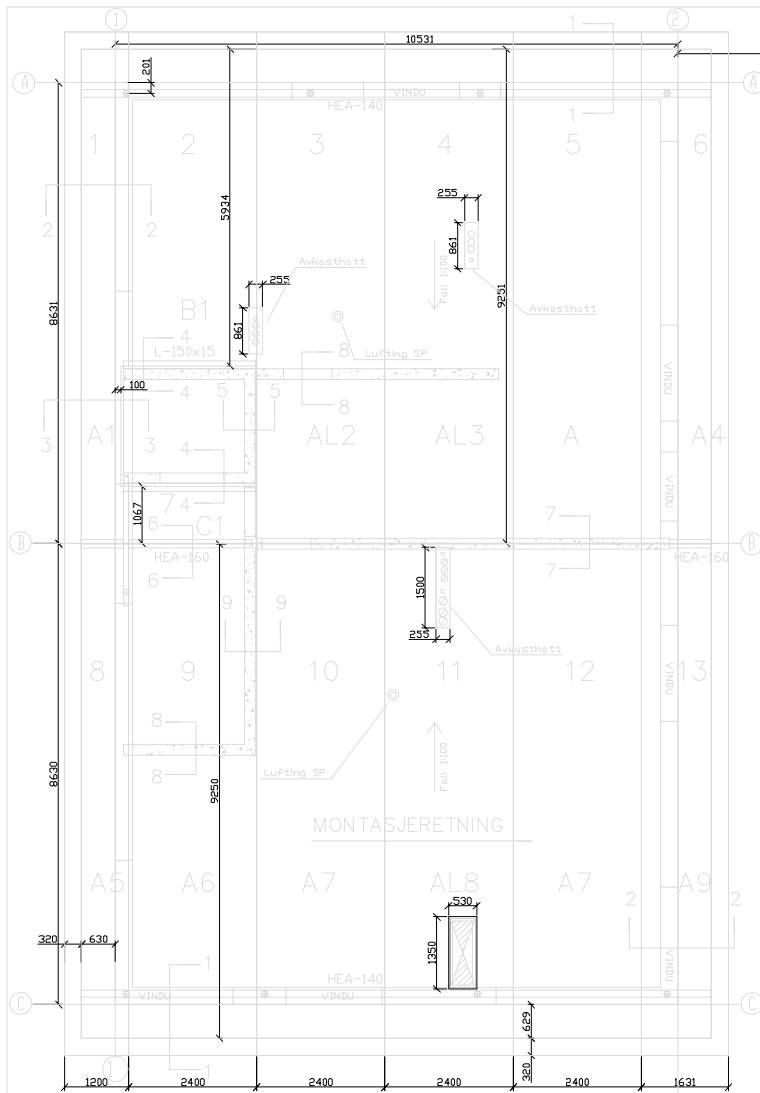 1 2
10531 1
A 201 A
VINDU
HEA-140 1
1 2 3 4 5 6
255
2 2
5934
861
Fall 1:100
Avkasthatt
255
9251
Avkasthatt
8631
B1
861
4
L-150x15
8
Lufting SP
VINDU
100
4
5 5
8
3 3
A1 AL2 AL3 A A4
4
VINDU
7
4
1067
C1
6
7
B B
HEA-160 HEA-160
6
7
1500
9 9
255
Avkasthatt
8 9 10 11 12 13
VINDU
8
8
Fall 1:100
Lufting SP
8630
9250
MONTASJERETNING
A5 A6 A7 AL8 A7 A9
530
2 2
1350
320 630
1
HEA-140
VINDU
VINDU VINDU
C C
629
1
1
320
1200 2400 2400 2400 2400 1631